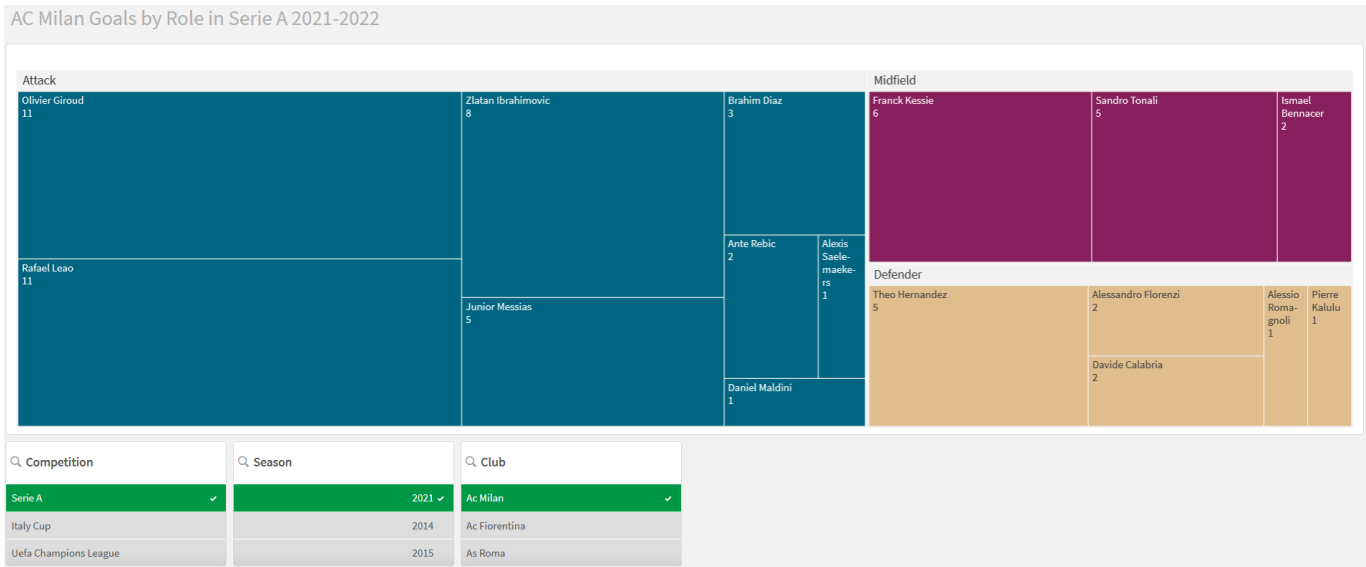 AC Milan Goals by Role in Serie A 2021-2022
Attack
Olivier Giroud
11
Rafael Leao
11
Zlatan Ibrahimovic
8
Junior Messias
5
Brahim Diaz
3
Ante Rebic
2
Alexis
Saele-
maeke-
rs
1
Daniel Maldini
1
Midfield
Franck Kessie
6
Sandro Tonali
5
Ismael
Bennacer
2
Defender
Theo Hernandez
5
Alessandro Florenzi
2
Davide Calabria
2
Alessio
Roma-
gnoli
1
Pierre
Kalulu
1
Competition
Serie A
Italy Cup
Uefa Champions League
Season
2021
2014
2015
Club
Ac Milan
Ac Fiorentina
As Roma